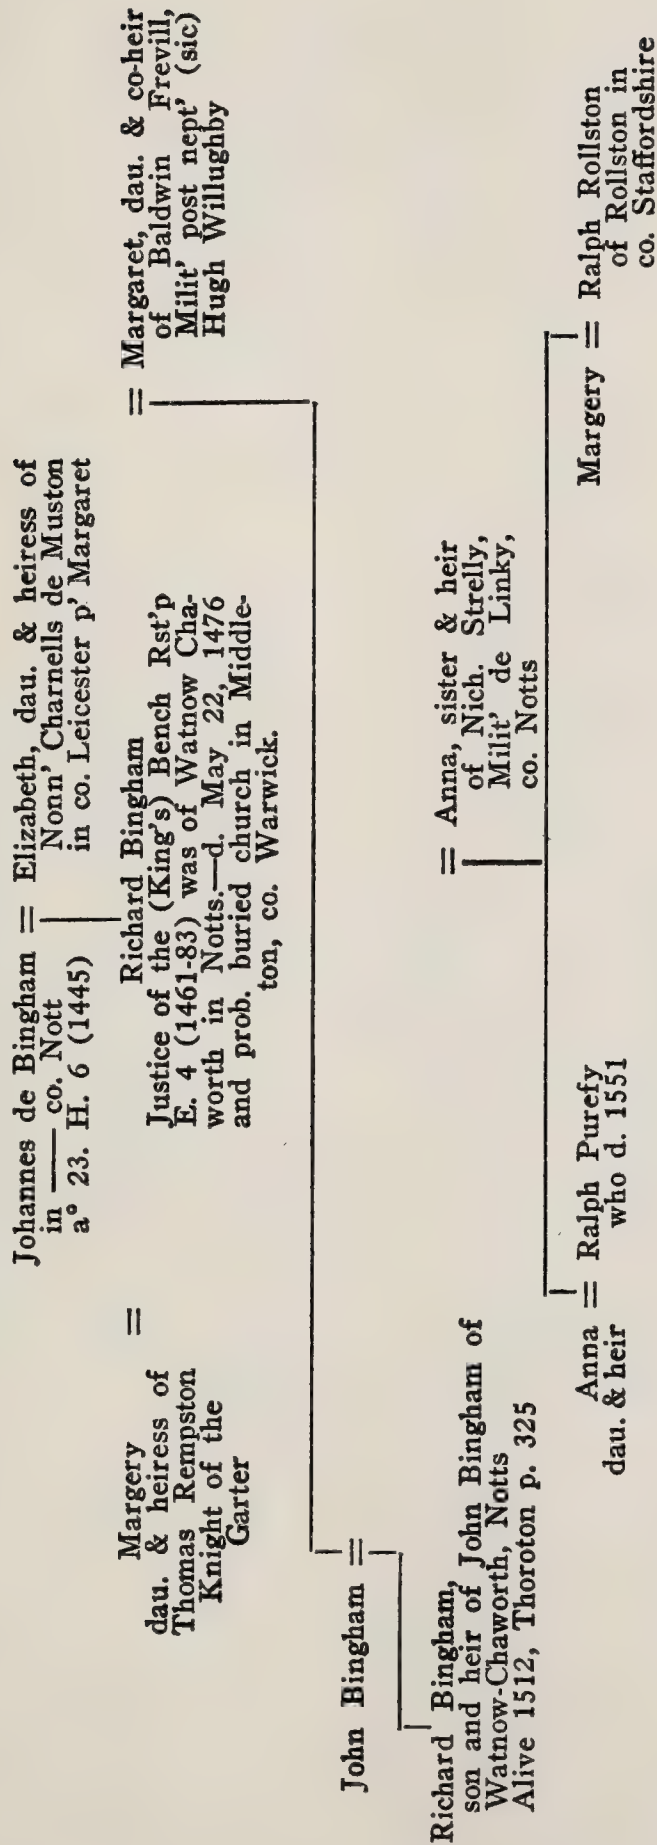 Johannes de Bingham = Elizabeth, dau. & heiress of
in —— co. Nott
Nonn' Charnells de Muston
a° 23. H. 6 (1445)
in co. Leicester p' Margaret
Margery
dau. & heiress of
Thomas Rempston
Knight of the
Garter
=
Richard Bingham
Justice of the (King's) Bench Rst'p
E. 4 (1461-83) was of Watnow Cha-
worth in Notts.—d. May 22, 1476
and prob. buried church in Middle-
ton, co. Warwick.
= Margaret, dau. & co-heir
of Baldwin Frevill,
Milit' post nept' (sic)
Hugh Willughby
John Bingham =
Richard Bingham,
son and heir of John Bingham of
Watnow-Chaworth, Notts
Alive 1512, Thoroton p. 325
= Anna, sister & heir
of Nich. Strelly,
Milit' de Linky,
co. Notts
Anna = Ralph Purefy
dau. & heir
who d. 1551
Margery = Ralph Rollston
of Rollston in
co. Staffordshire